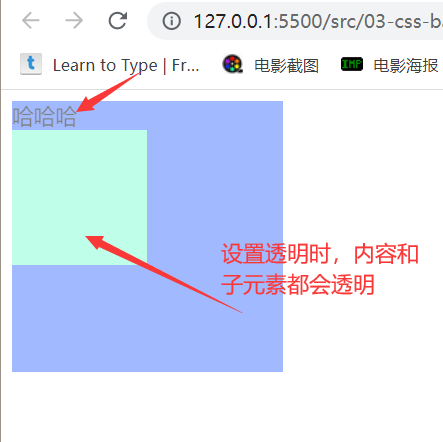 127.0.0.1:5500/src/03-css-ba
Learn to Type | Fr... 电影截图 IMP 电影海报
哈哈哈
设置透明时，内容和
子元素都会透明